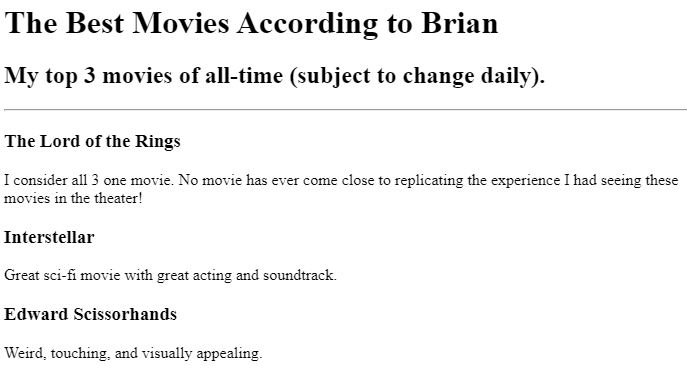 The Best Movies According to Brian
My top 3 movies of all-time (subject to change daily).
The Lord of the Rings
I consider all 3 one movie. No movie has ever come close to replicating the experience I had seeing these
movies in the theater!
Interstellar
Great sci-fi movie with great acting and soundtrack.
Edward Scissorhands
Weird, touching, and visually appealing.